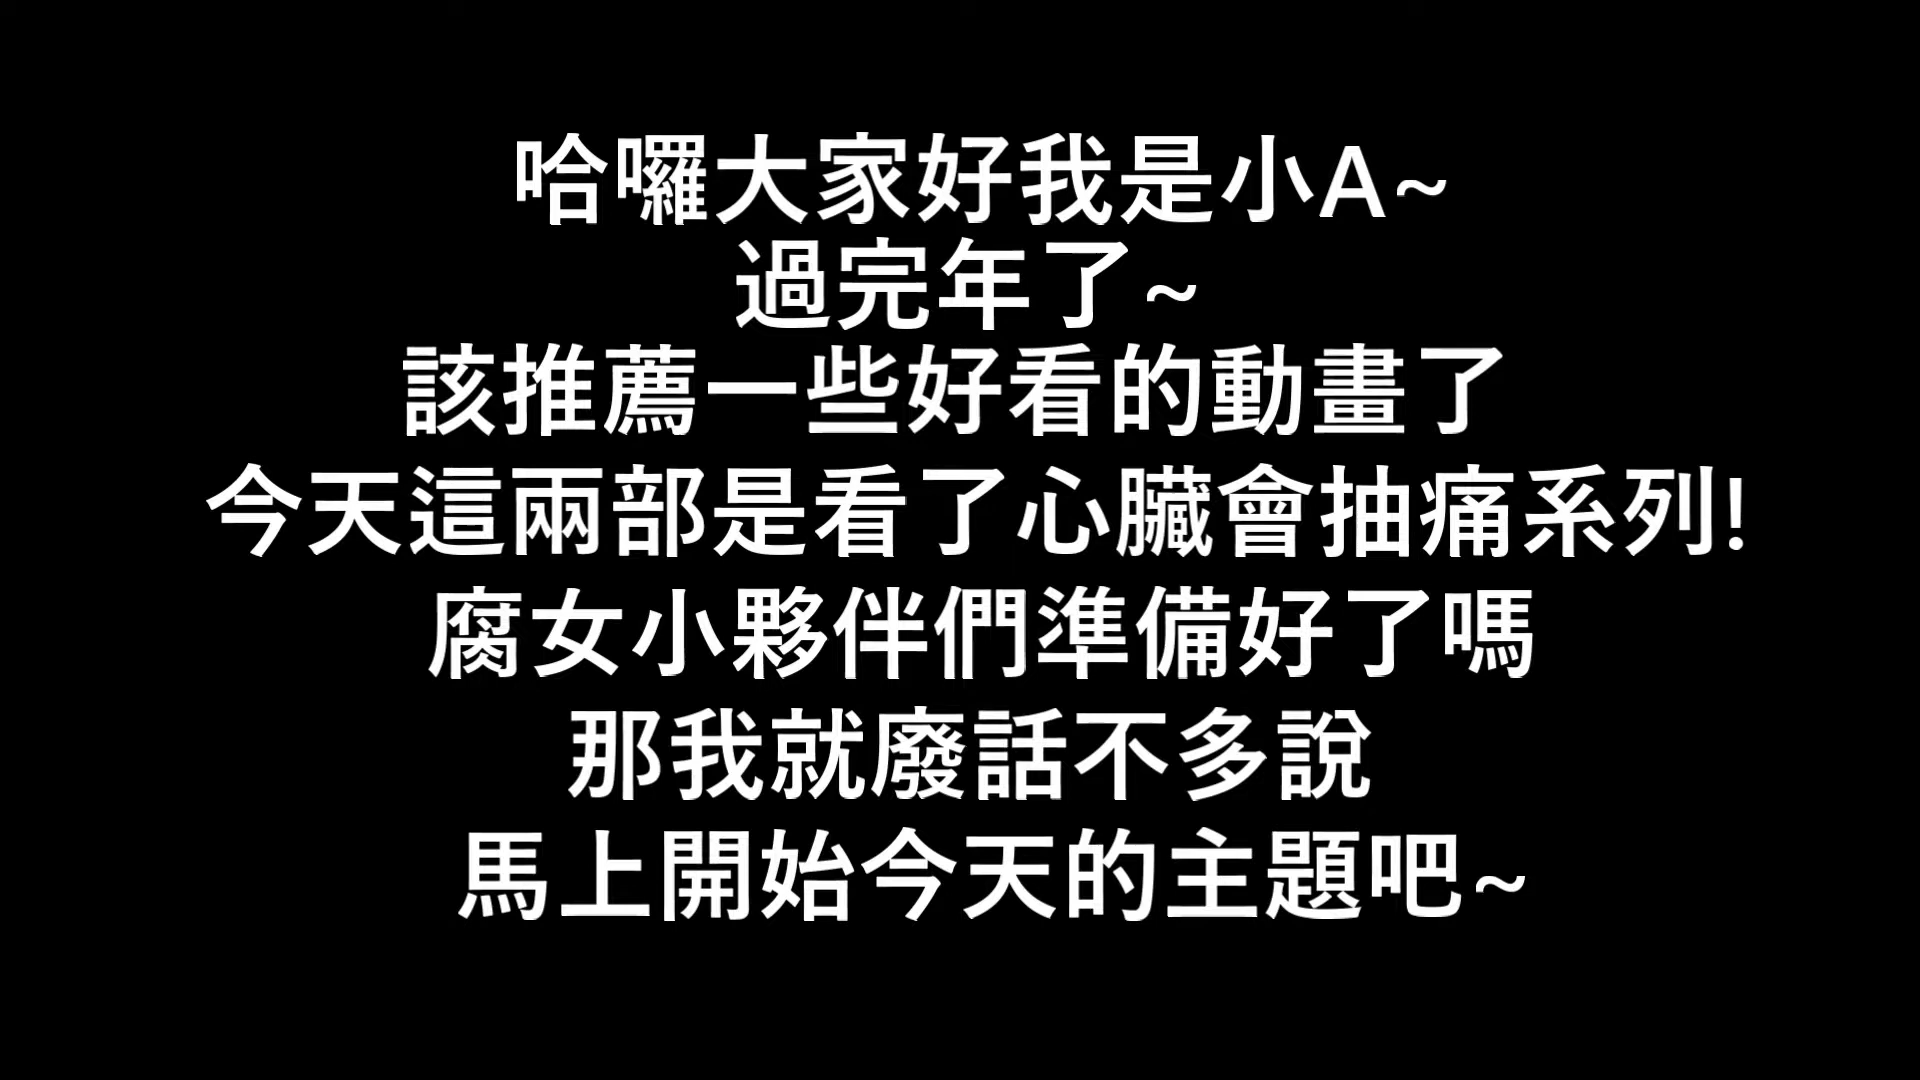 哈囉大家好我是小A~
過完年了~
該推薦一些好看的動畫了
今天這兩部是看了心臟會抽痛系列!
腐女小夥伴們準備好了嗎
那我就廢話不多說
馬上開始今天的主題吧~